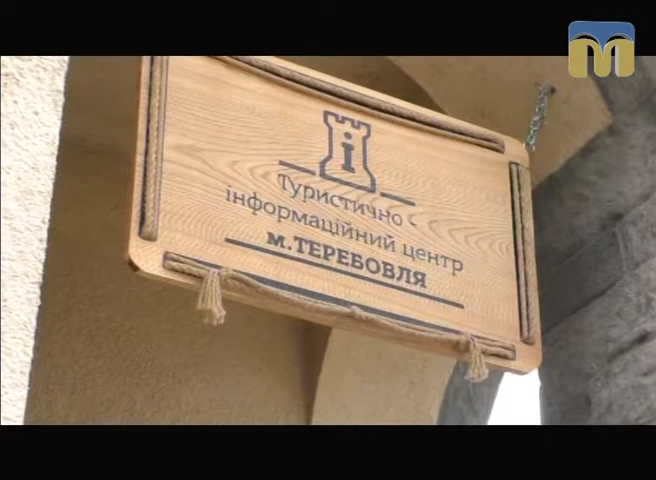 M
i
Туристично -
інформаційний центр
м.ТЕРЕБОВЛЯ